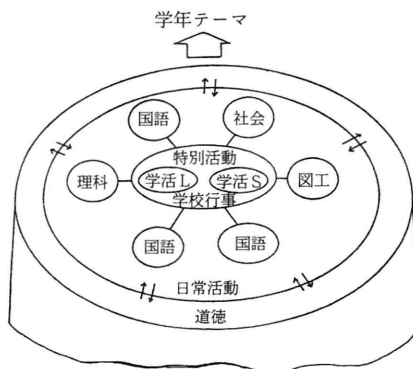 学年テーマ
国語
社会
特別活動
理科
学活L
学活S
図工
学校行事
国語
国語
日常活動
道徳